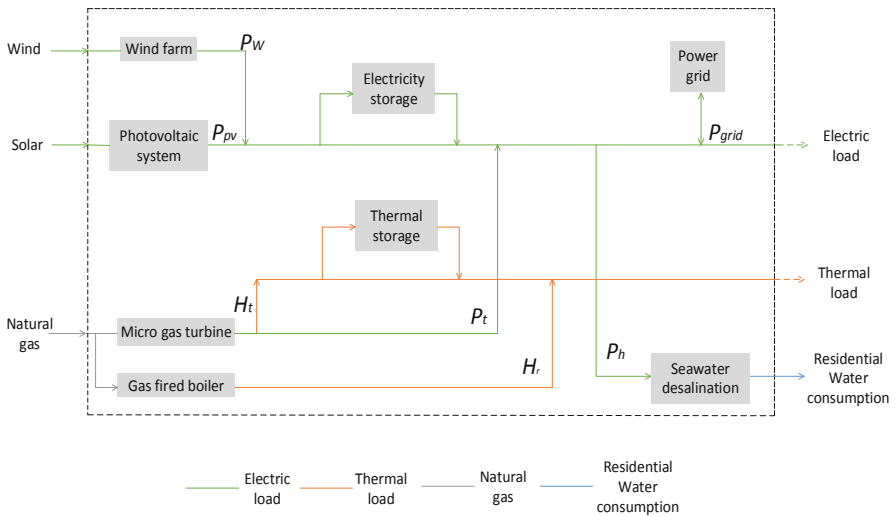 Wind
Wind farm
P_W
Electricity
storage
Power
grid
Solar
Photovoltaic
system
P_pv
P_grid
Electric
load
Thermal
storage
Thermal
load
H_t
P_t
Natural
gas
Micro gas turbine
Gas fired boiler
H_r
P_h
Seawater
desalination
Residential
Water
consumption
Electric
load
Thermal
load
Natural
gas
Residential
Water
consumption